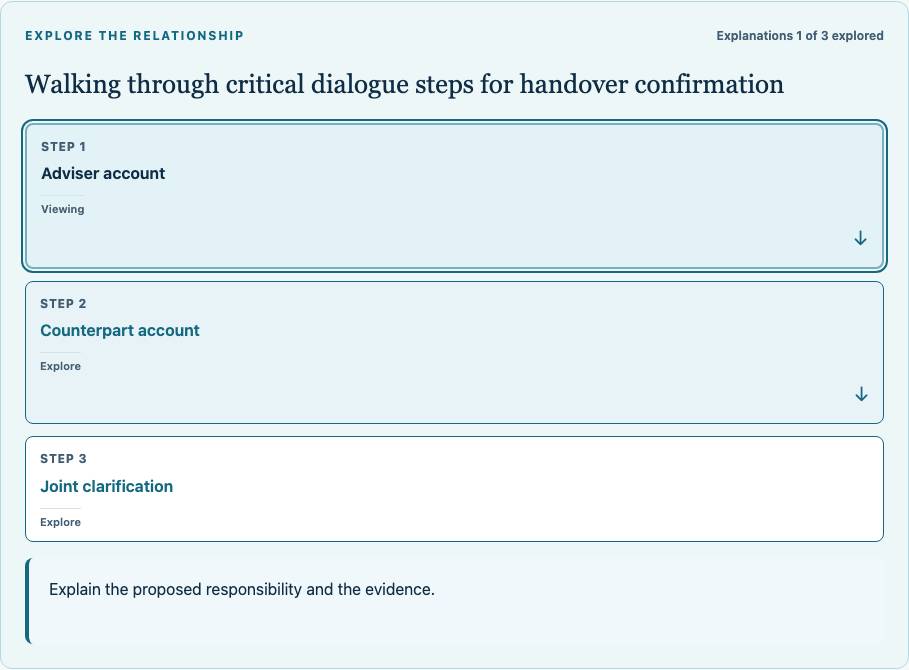 EXPLORE THE RELATIONSHIP
Explanations 1 of 3 explored
Walking through critical dialogue steps for handover confirmation
STEP 1
Adviser account
Viewing
↓
STEP 2
Counterpart account
Explore
↓
STEP 3
Joint clarification
Explore
Explain the proposed responsibility and the evidence.